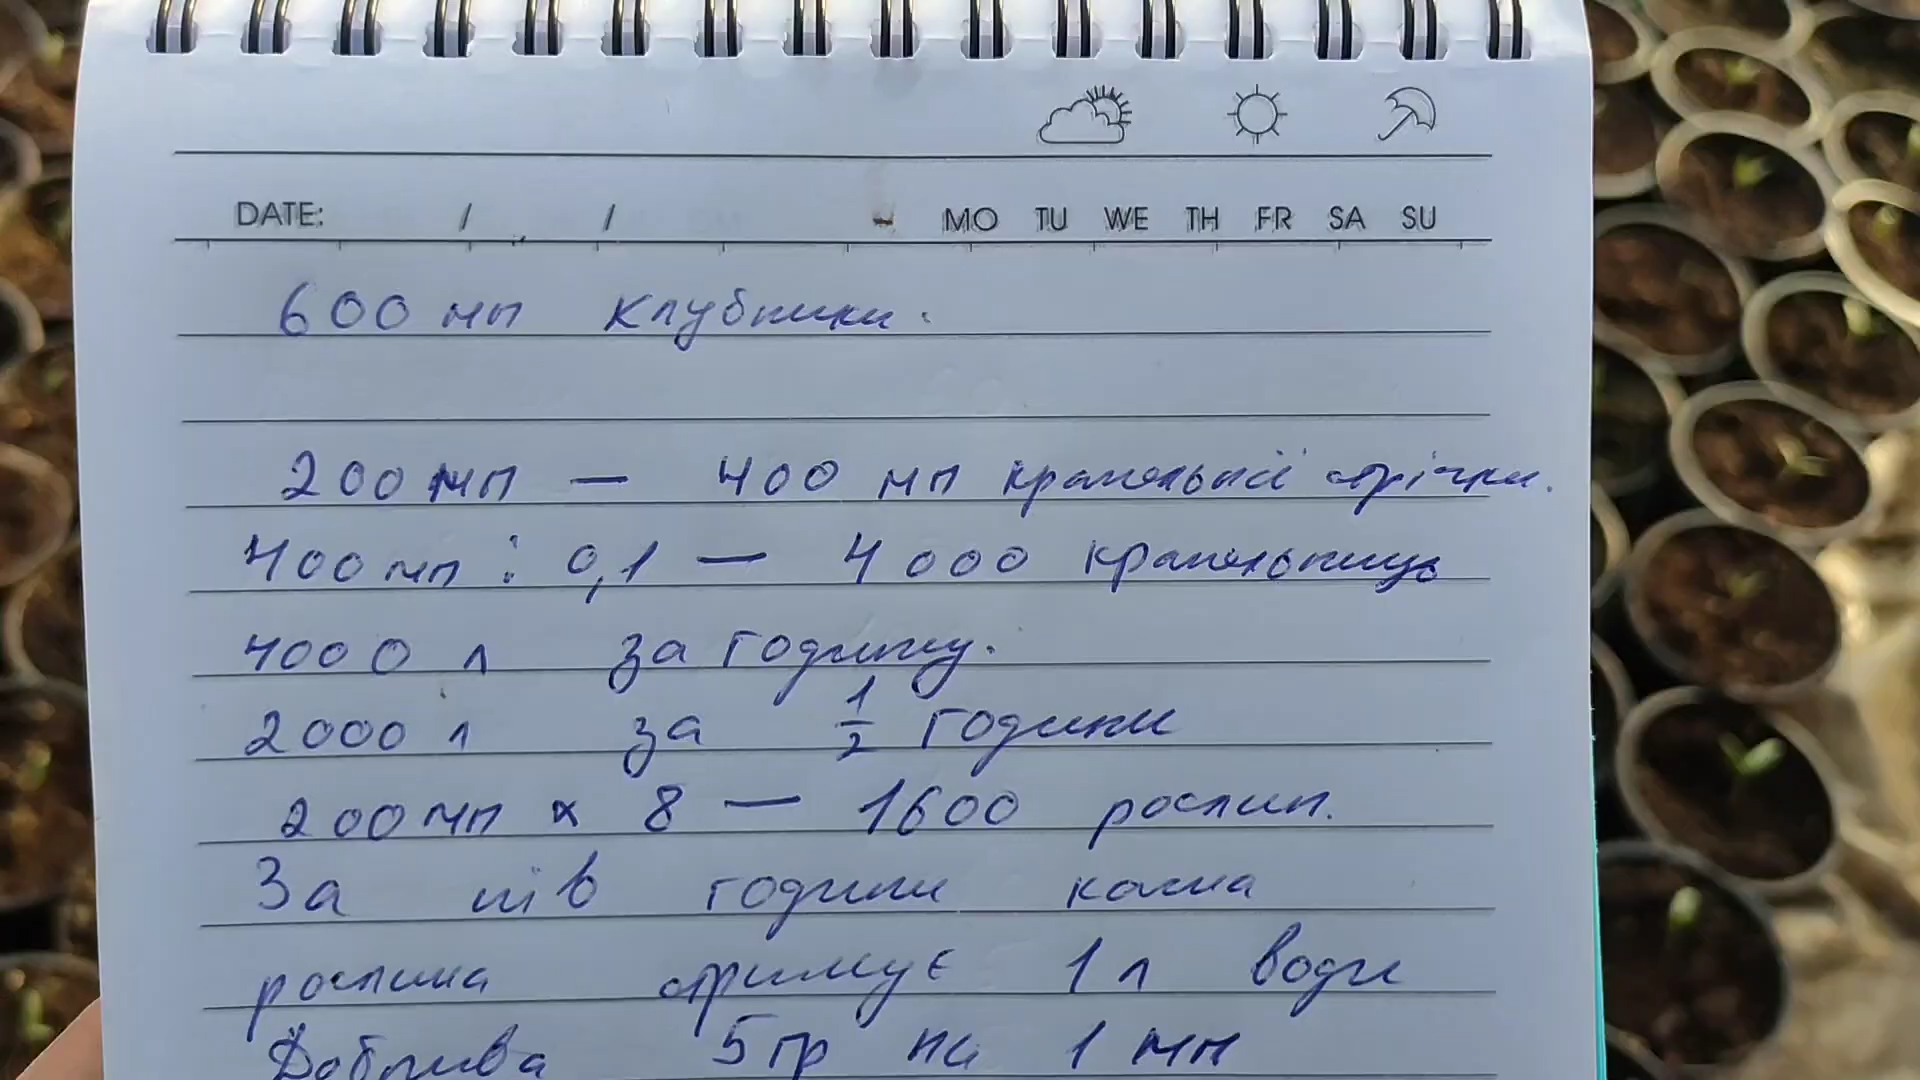 DATE: / / MO TU WE TH FR SA SU
600 мп клубники.
200 мп — 400 мп крапельної стрічки.
400 мп : 0,1 — 4000 крапельниць
4000 л за годину.
2000 л за 1/2 години
200 мп х 8 — 1600 рослин.
За пів години кожна
рослина отримує 1 л води
Добрива 5 гр на 1 мп